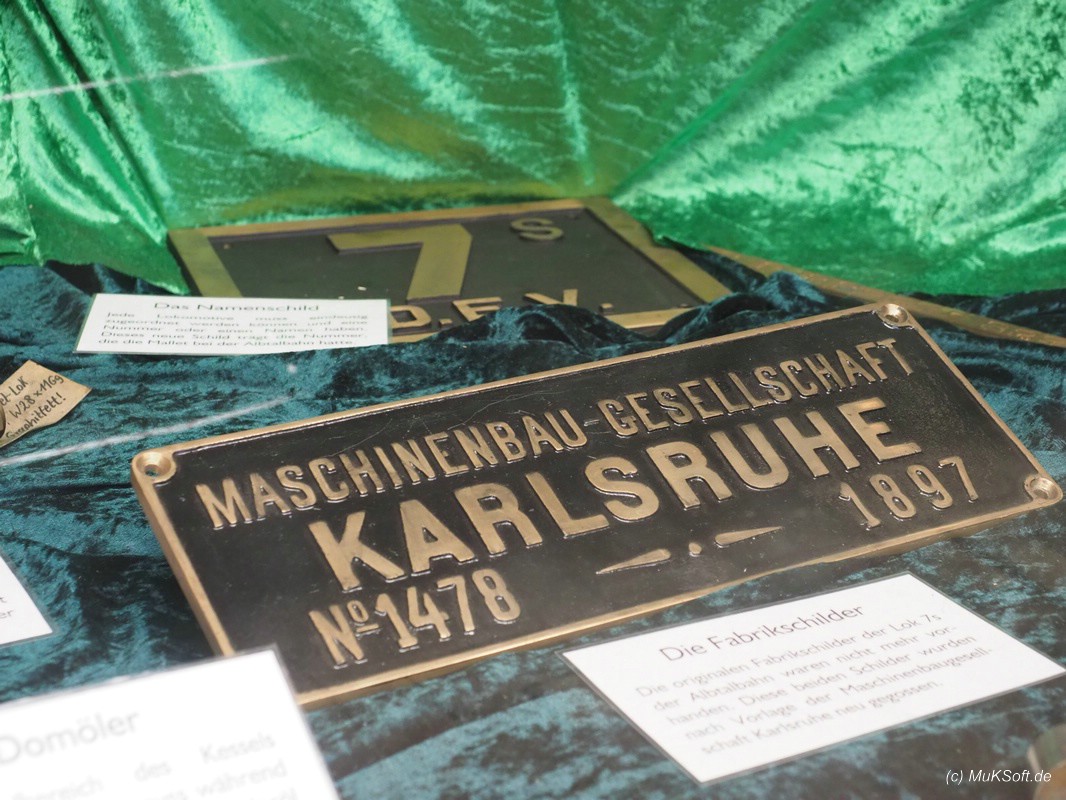 7 s
D.E.V.
Das Namenschild
Jede Lokomotive muss eindeutig
zugeordnet werden können und eine
Nummer oder einen Namen haben.
Dieses neue Schild trägt die Nummer,
die die Mallet bei der Albtalbahn hatte.
W28x1169
MASCHINENBAU-GESELLSCHAFT
KARLSRUHE
No 1478
1897
Die Fabrikschilder
Die originalen Fabrikschilder der Lok 7s
der Albtalbahn waren nicht mehr vor-
handen. Diese beiden Schilder wurden
nach Vorlage der Maschinenbaugesell-
schaft Karlsruhe neu gegossen.
Domöler
Bereich des Kessels
während
(c) MuKSoft.de